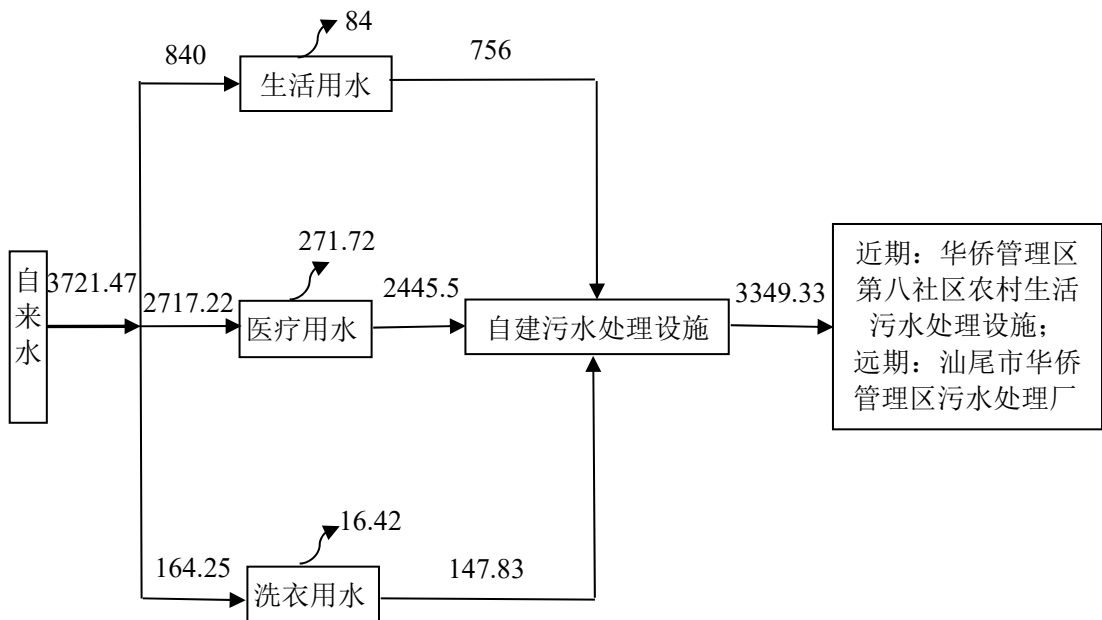 84
840
756
生活用水
271.72
自来水
3721.47
2717.22
2445.5
3349.33
医疗用水
自建污水处理设施
近期：华侨管理区
第八社区农村生活
污水处理设施；
远期：汕尾市华侨
管理区污水处理厂
16.42
164.25
147.83
洗衣用水